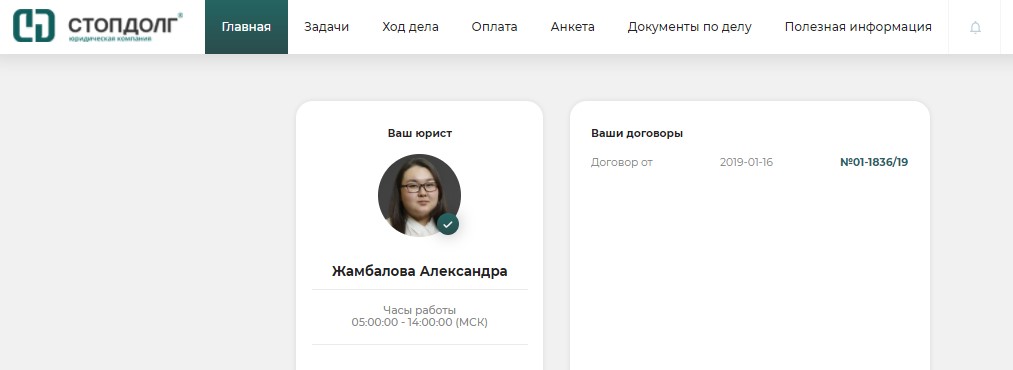 СТОПДОЛГ®
юридическая компания
Главная
Задачи
Ход дела
Оплата
Анкета
Документы по делу
Полезная информация
Ваш юрист
Жамбалова Александра
Часы работы
05:00:00 - 14:00:00 (МСК)
Ваши договоры
Договор от 2019-01-16 №01-1836/19